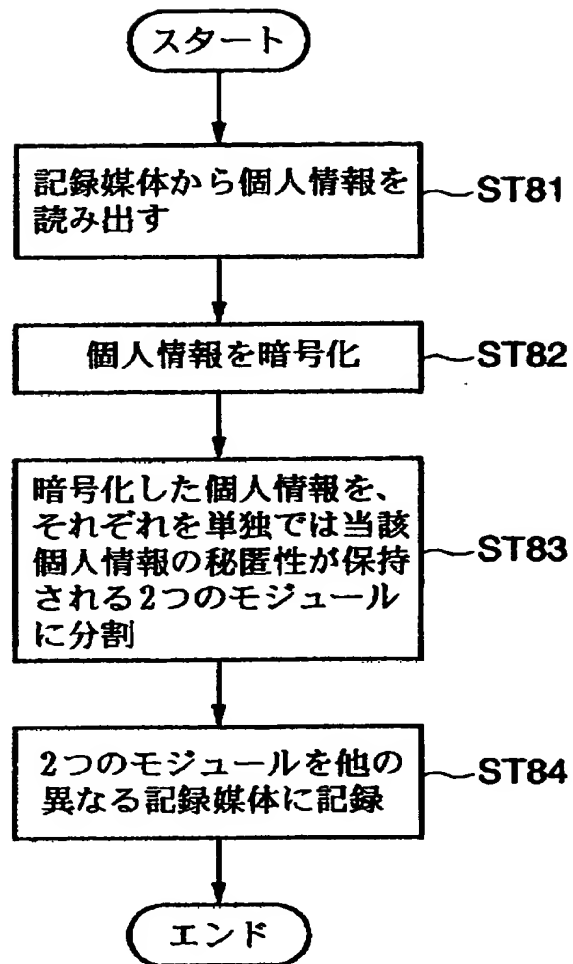 スタート
記録媒体から個人情報を
読み出す
ST81
個人情報を暗号化
ST82
暗号化した個人情報を、
それぞれを単独では当該
個人情報の秘匿性が保持
される2つのモジュール
に分割
ST83
2つのモジュールを他の
異なる記録媒体に記録
ST84
エンド